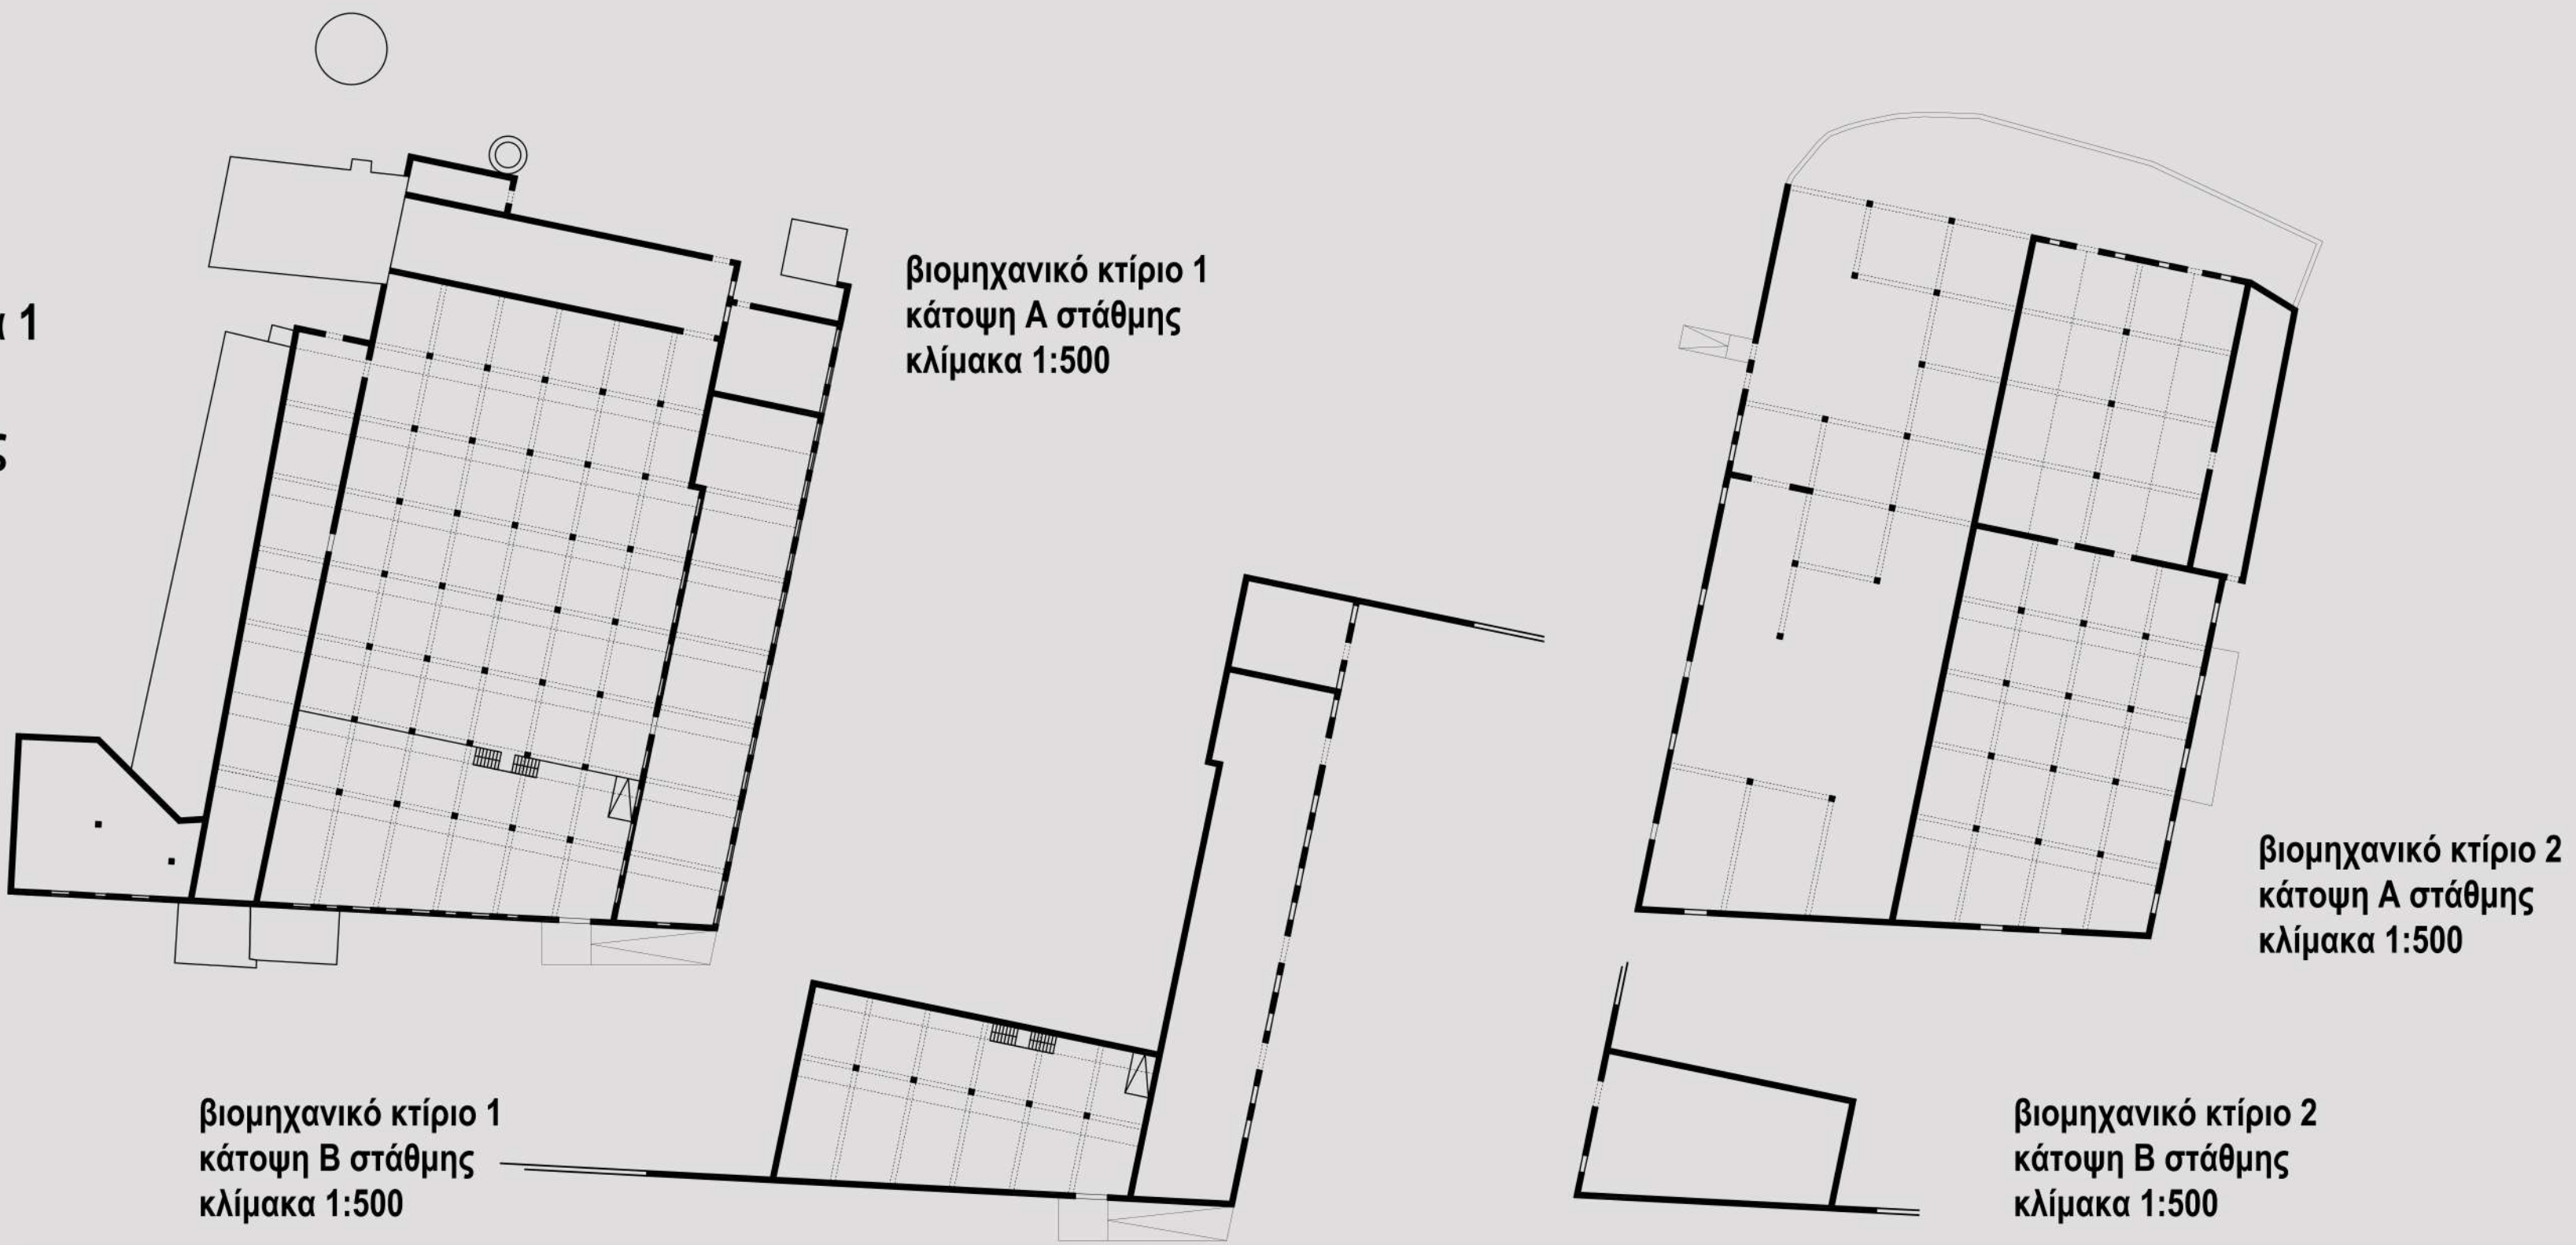 α 1
ς
βιομηχανικό κτίριο 1
κάτοψη Α στάθμης
κλίμακα 1:500
βιομηχανικό κτίριο 2
κάτοψη Α στάθμης
κλίμακα 1:500
βιομηχανικό κτίριο 1
κάτοψη Β στάθμης
κλίμακα 1:500
βιομηχανικό κτίριο 2
κάτοψη Β στάθμης
κλίμακα 1:500